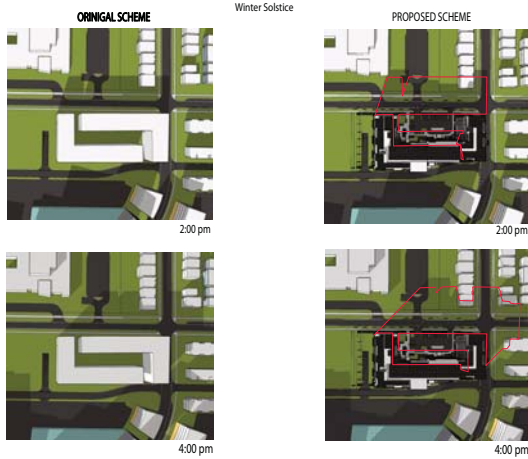 Winter Solstice
ORINIGAL SCHEME
PROPOSED SCHEME
2:00 pm
2:00 pm
4:00 pm
4:00 pm